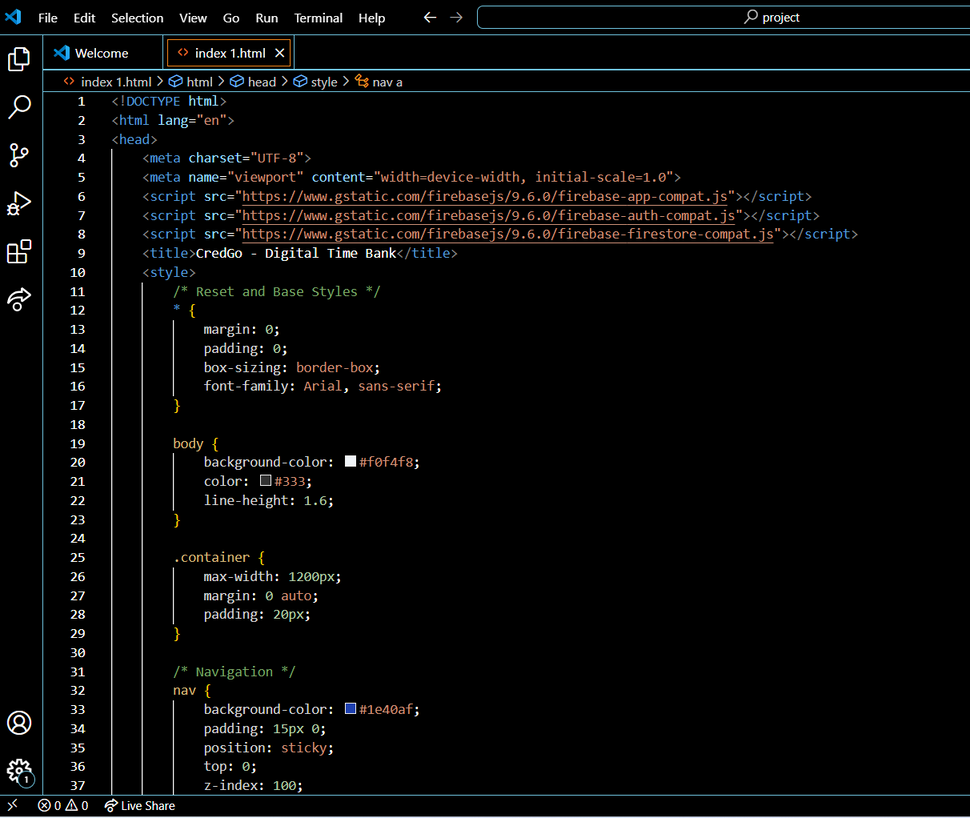 File Edit Selection View Go Run Terminal Help ← → project
Welcome <> index 1.html ×
<> index 1.html > html > head > style > nav a
1 <!DOCTYPE html>
2 <html lang="en">
3 <head>
4 <meta charset="UTF-8">
5 <meta name="viewport" content="width=device-width, initial-scale=1.0">
6 <script src="https://www.gstatic.com/firebasejs/9.6.0/firebase-app-compat.js"></script>
7 <script src="https://www.gstatic.com/firebasejs/9.6.0/firebase-auth-compat.js"></script>
8 <script src="https://www.gstatic.com/firebasejs/9.6.0/firebase-firestore-compat.js"></script>
9 <title>CredGo - Digital Time Bank</title>
10 <style>
11 /* Reset and Base Styles */
12 * {
13 margin: 0;
14 padding: 0;
15 box-sizing: border-box;
16 font-family: Arial, sans-serif;
17 }
18
19 body {
20 background-color: #f0f4f8;
21 color: #333;
22 line-height: 1.6;
23 }
24
25 .container {
26 max-width: 1200px;
27 margin: 0 auto;
28 padding: 20px;
29 }
30
31 /* Navigation */
32 nav {
33 background-color: #1e40af;
34 padding: 15px 0;
35 position: sticky;
36 top: 0;
37 z-index: 100;
1
0 0 Live Share